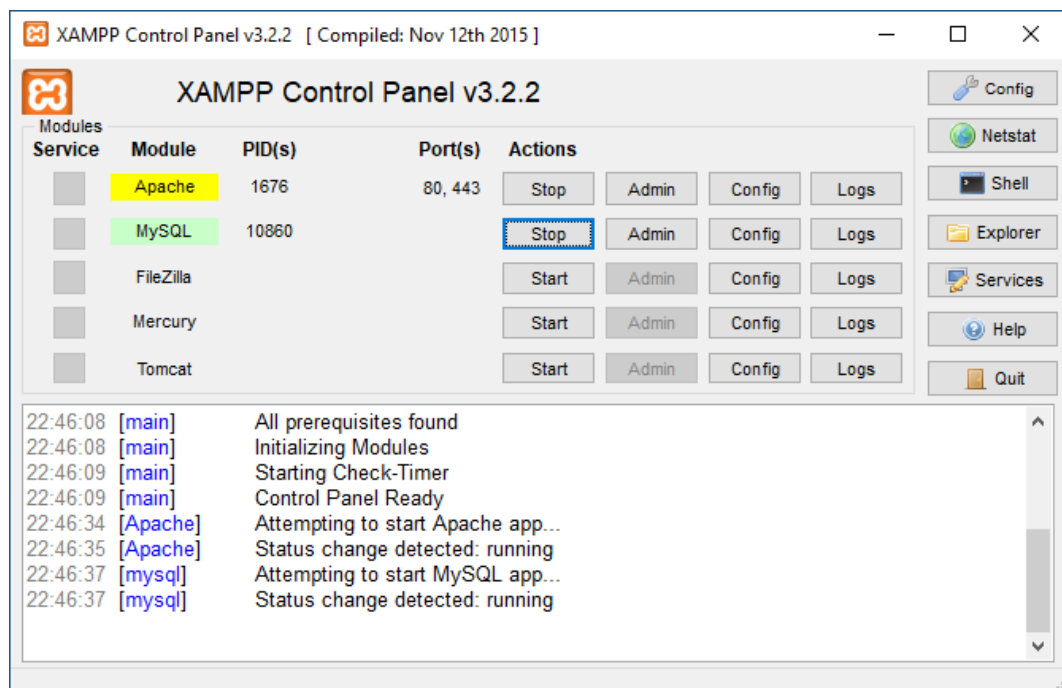 XAMPP Control Panel v3.2.2 [ Compiled: Nov 12th 2015 ]
XAMPP Control Panel v3.2.2
Config
Modules
Netstat
Service Module PID(s) Port(s) Actions
Apache 1676 80, 443 Stop Admin Config Logs
Shell
MySQL 10860 Stop Admin Config Logs
Explorer
FileZilla Start Admin Config Logs
Services
Mercury Start Admin Config Logs
Help
Tomcat Start Admin Config Logs
Quit
22:46:08 [main] All prerequisites found
22:46:08 [main] Initializing Modules
22:46:09 [main] Starting Check-Timer
22:46:09 [main] Control Panel Ready
22:46:34 [Apache] Attempting to start Apache app...
22:46:35 [Apache] Status change detected: running
22:46:37 [mysql] Attempting to start MySQL app...
22:46:37 [mysql] Status change detected: running